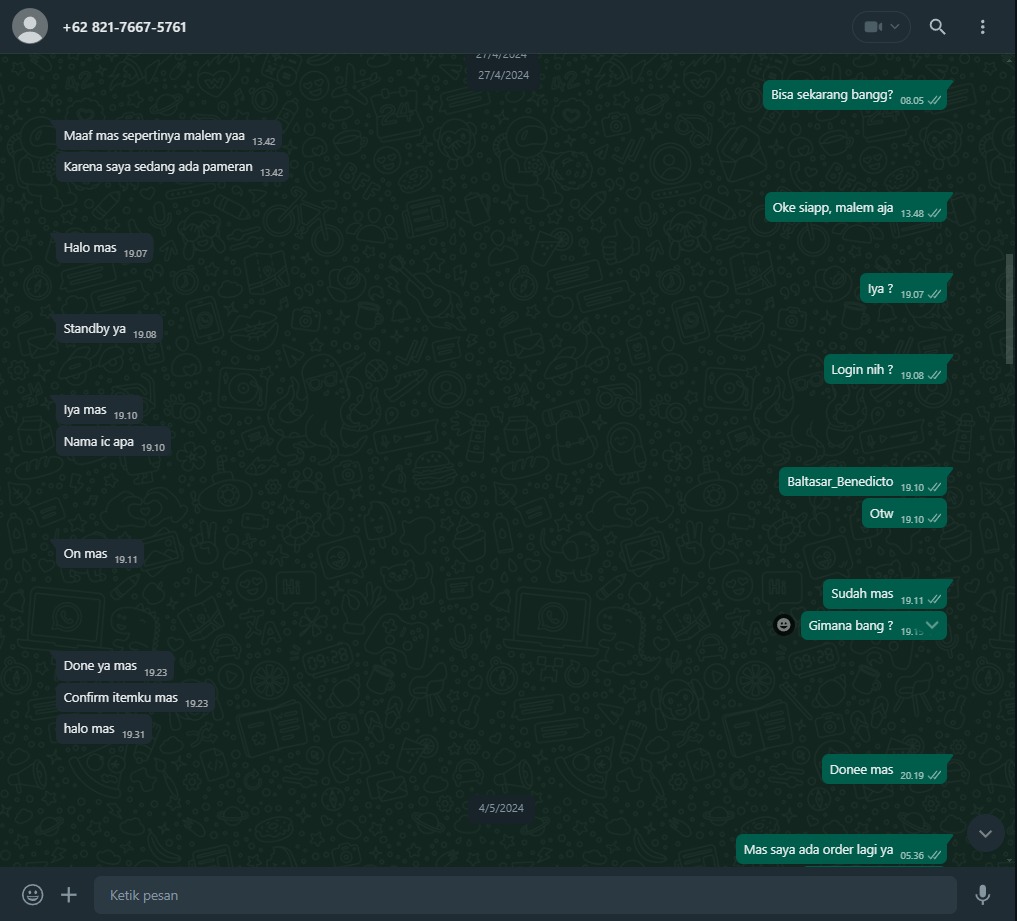 +62 821-7667-5761
27/4/2024
27/4/2024
Bisa sekarang bangg? 08.05
Maaf mas sepertinya malem yaa 13.42
Karena saya sedang ada pameran 13.42
Oke siapp, malem aja 13.48
Halo mas 19.07
Iya ? 19.07
Standby ya 19.08
Login nih ? 19.08
Iya mas 19.10
Nama ic apa 19.10
Baltasar_Benedicto 19.10
Otw 19.10
On mas 19.11
Sudah mas 19.11
Gimana bang ?
Done ya mas 19.23
Confirm itemku mas 19.23
halo mas 19.31
Donee mas 20.19
4/5/2024
Mas saya ada order lagi ya 05.36
Ketik pesan